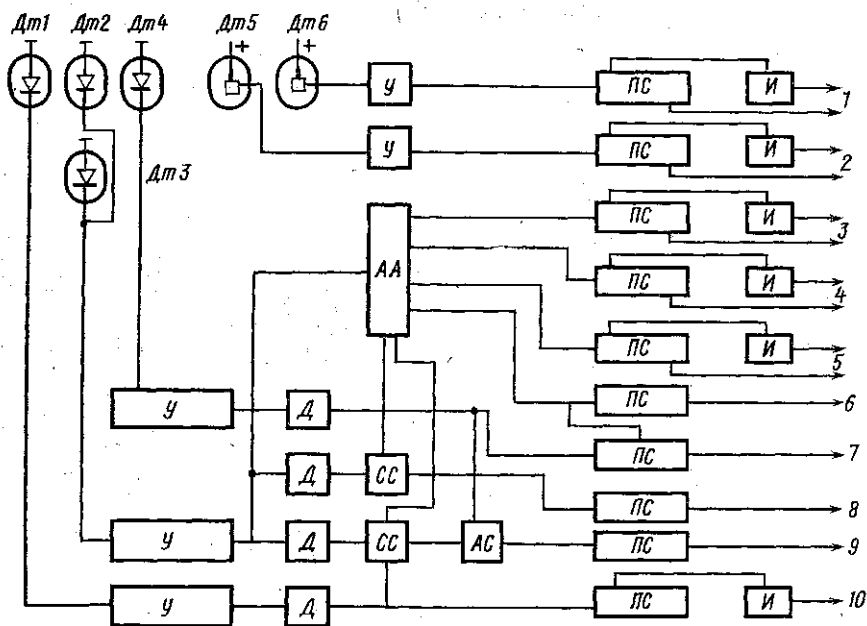 Дт1 Дт2 Дт4 Дт5 Дт6
+ +
У ПС И 1
У ПС И 2
Дт3
ПС И 3
АА
ПС И 4
ПС И 5
У Д ПС 6
ПС 7
Д СС ПС 8
У Д СС АС ПС 9
У Д ПС И 10